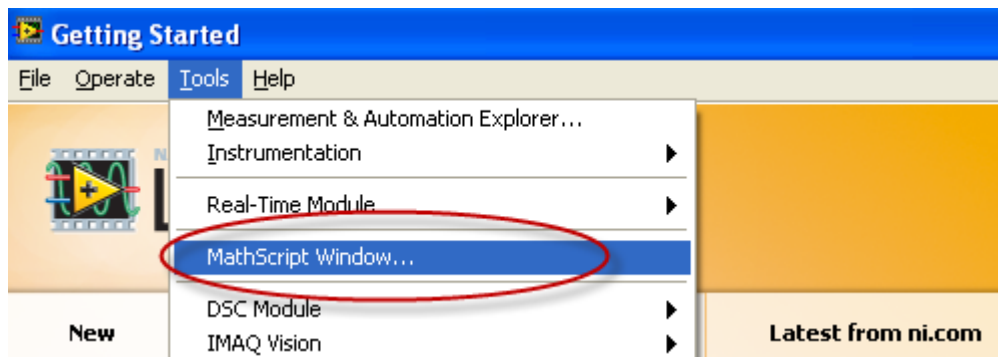 Getting Started
File Operate Tools Help
Measurement & Automation Explorer...
Instrumentation
Real-Time Module
MathScript Window...
DSC Module
IMAQ Vision
New
Latest from ni.com